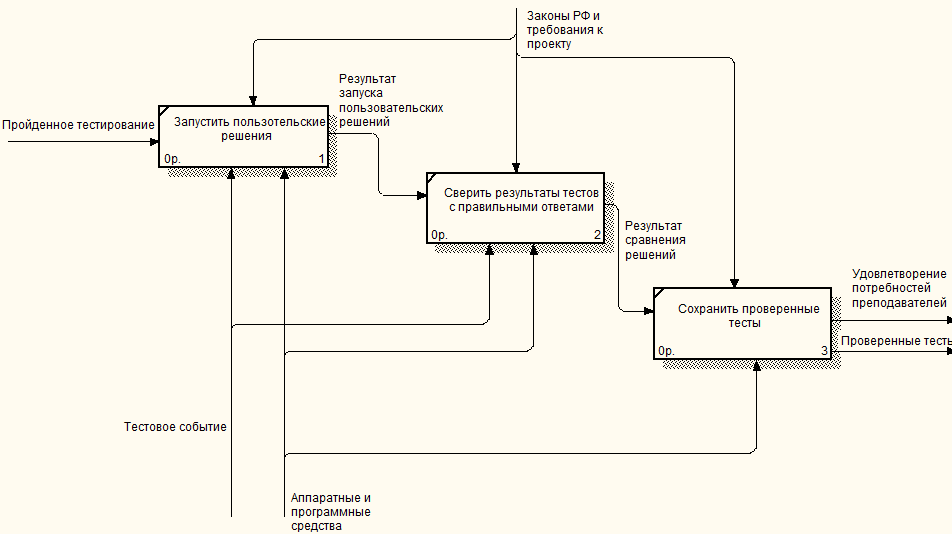 Законы РФ и
требования к
проекту
Результат
запуска
пользовательских
решений
Пройденное тестирование
Запустить пользотельские
решения
0р.
1
Сверить результаты тестов
с правильными ответами
0р.
2
Результат
сравнения
решений
Удовлетворение
потребностей
преподавателей
Сохранить проверенные
тесты
0р.
3
Проверенные тесты
Тестовое событие
Аппаратные и
программные
средства